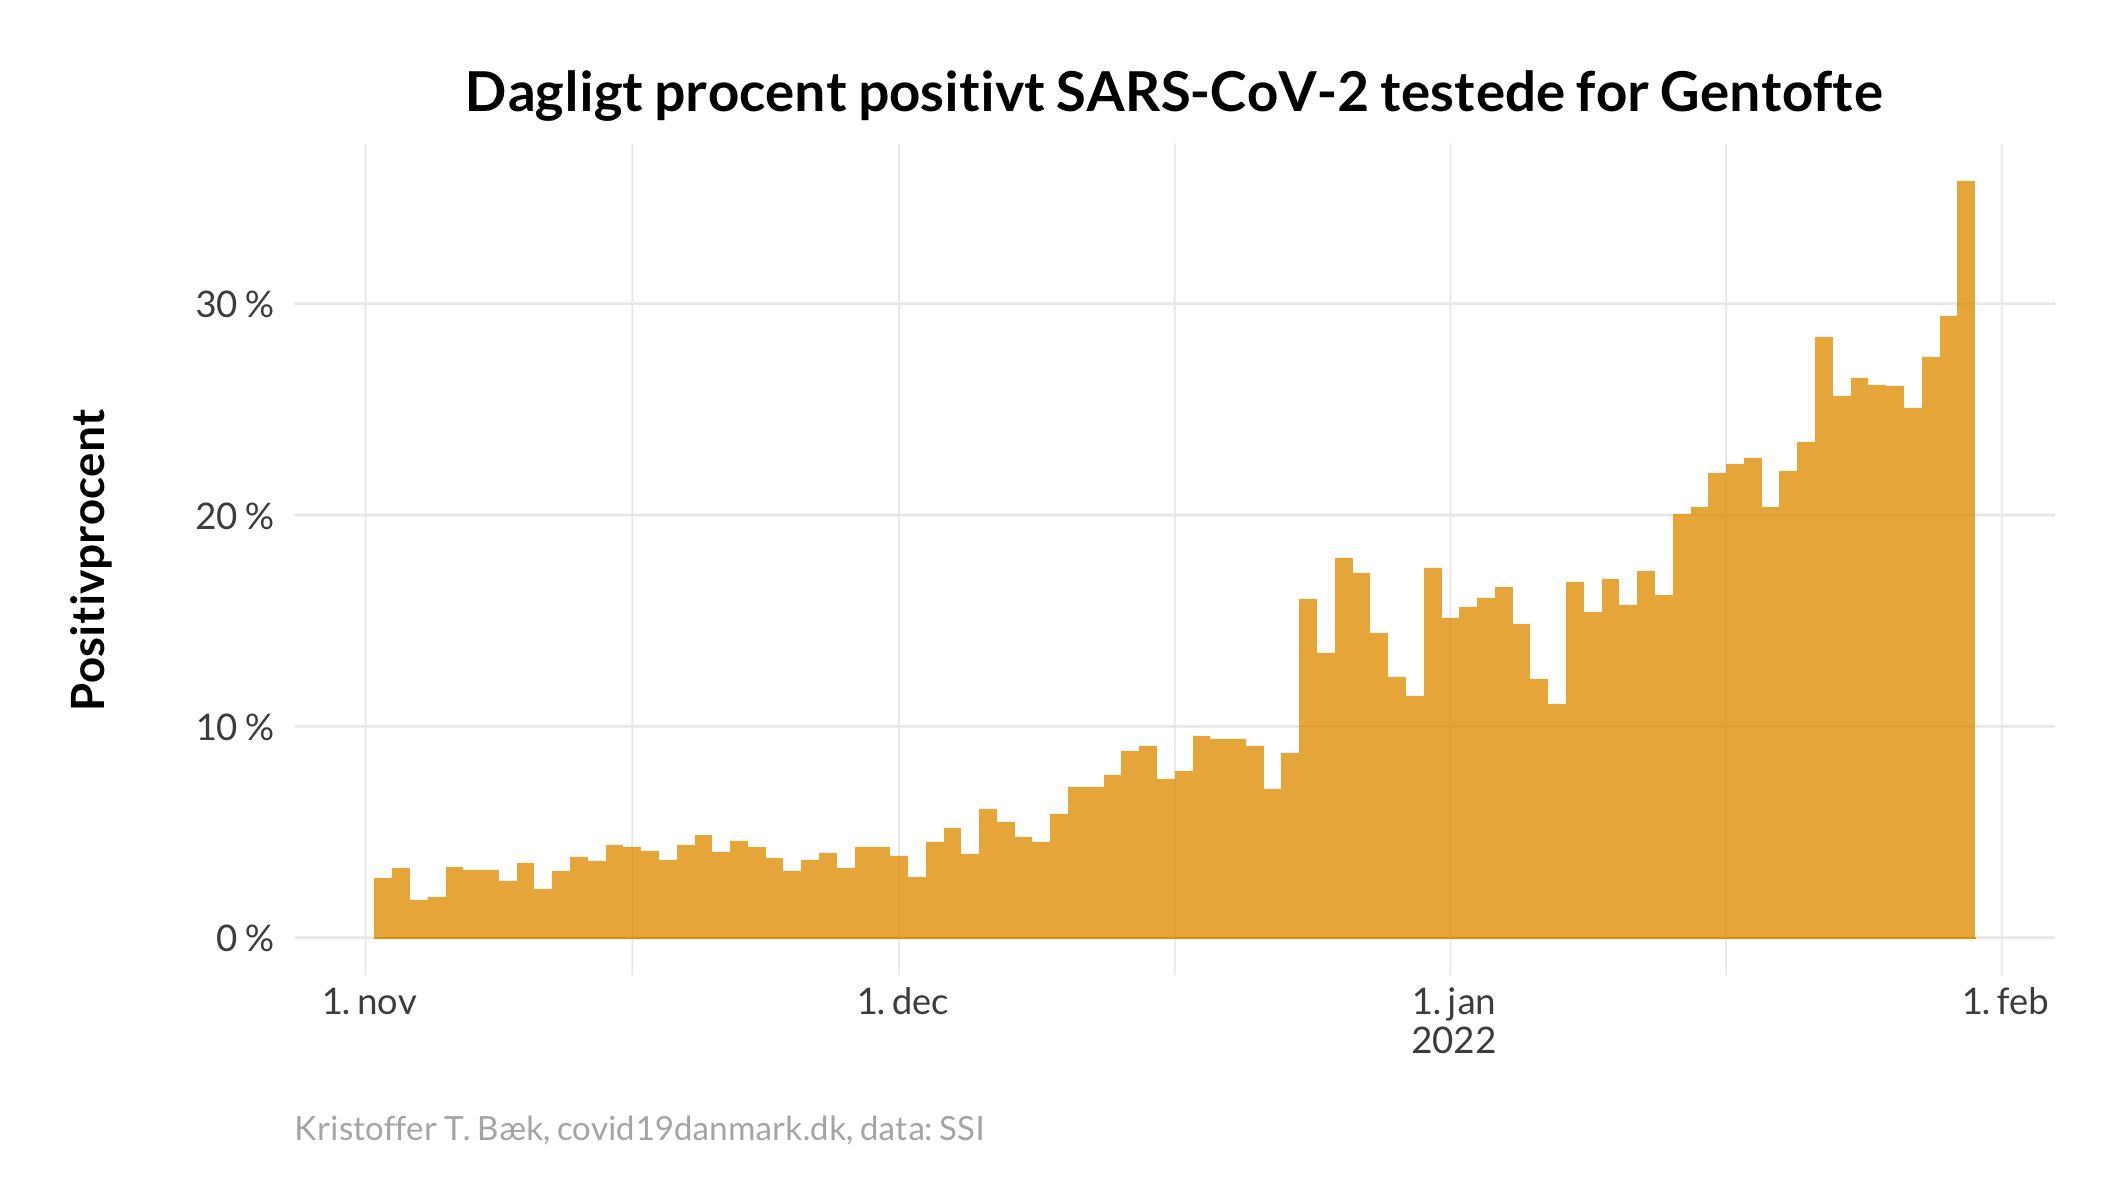 Dagligt procent positivt SARS-CoV-2 testede for Gentofte
Positivprocent
30 %
20 %
10 %
0 %
1. nov
1. dec
1. jan
2022
1. feb
Kristoffer T. Bæk, covid19danmark.dk, data: SSI